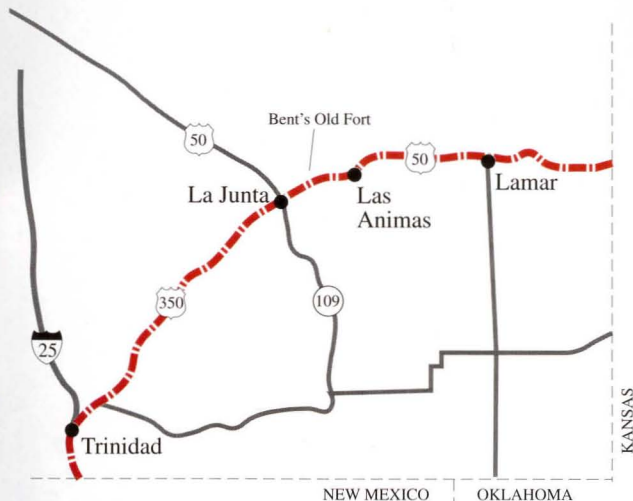 50
Bent's Old Fort
50
La Junta
Las
Animas
Lamar
350
109
25
Trinidad
KANSAS
NEW MEXICO
OKLAHOMA